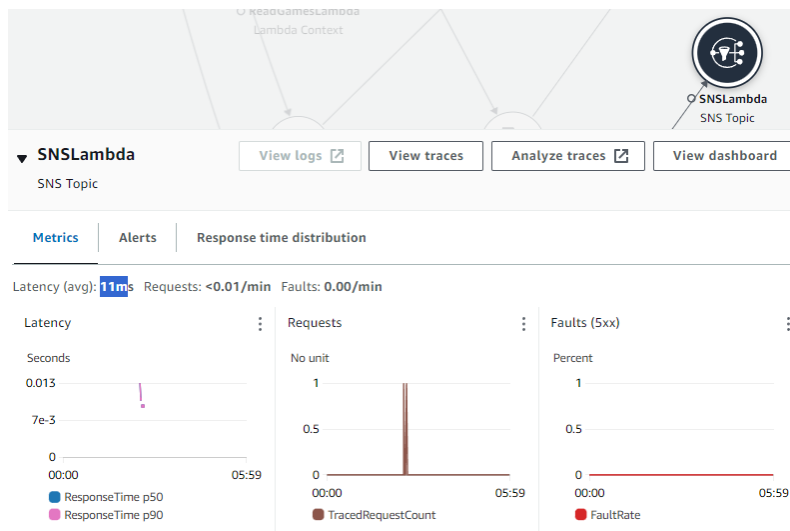 ReadGamesLambda
Lambda Context
SNSLambda
SNS Topic
SNSLambda
SNS Topic
View logs
View traces
Analyze traces
View dashboard
Metrics
Alerts
Response time distribution
Latency (avg): 11ms Requests: <0.01/min Faults: 0.00/min
Latency
Seconds
0.013
7e-3
0
00:00 05:59
ResponseTime p50
ResponseTime p90
Requests
No unit
1
0.5
0
00:00 05:59
TracedRequestCount
Faults (5xx)
Percent
1
0.5
0
00:00 05:59
FaultRate